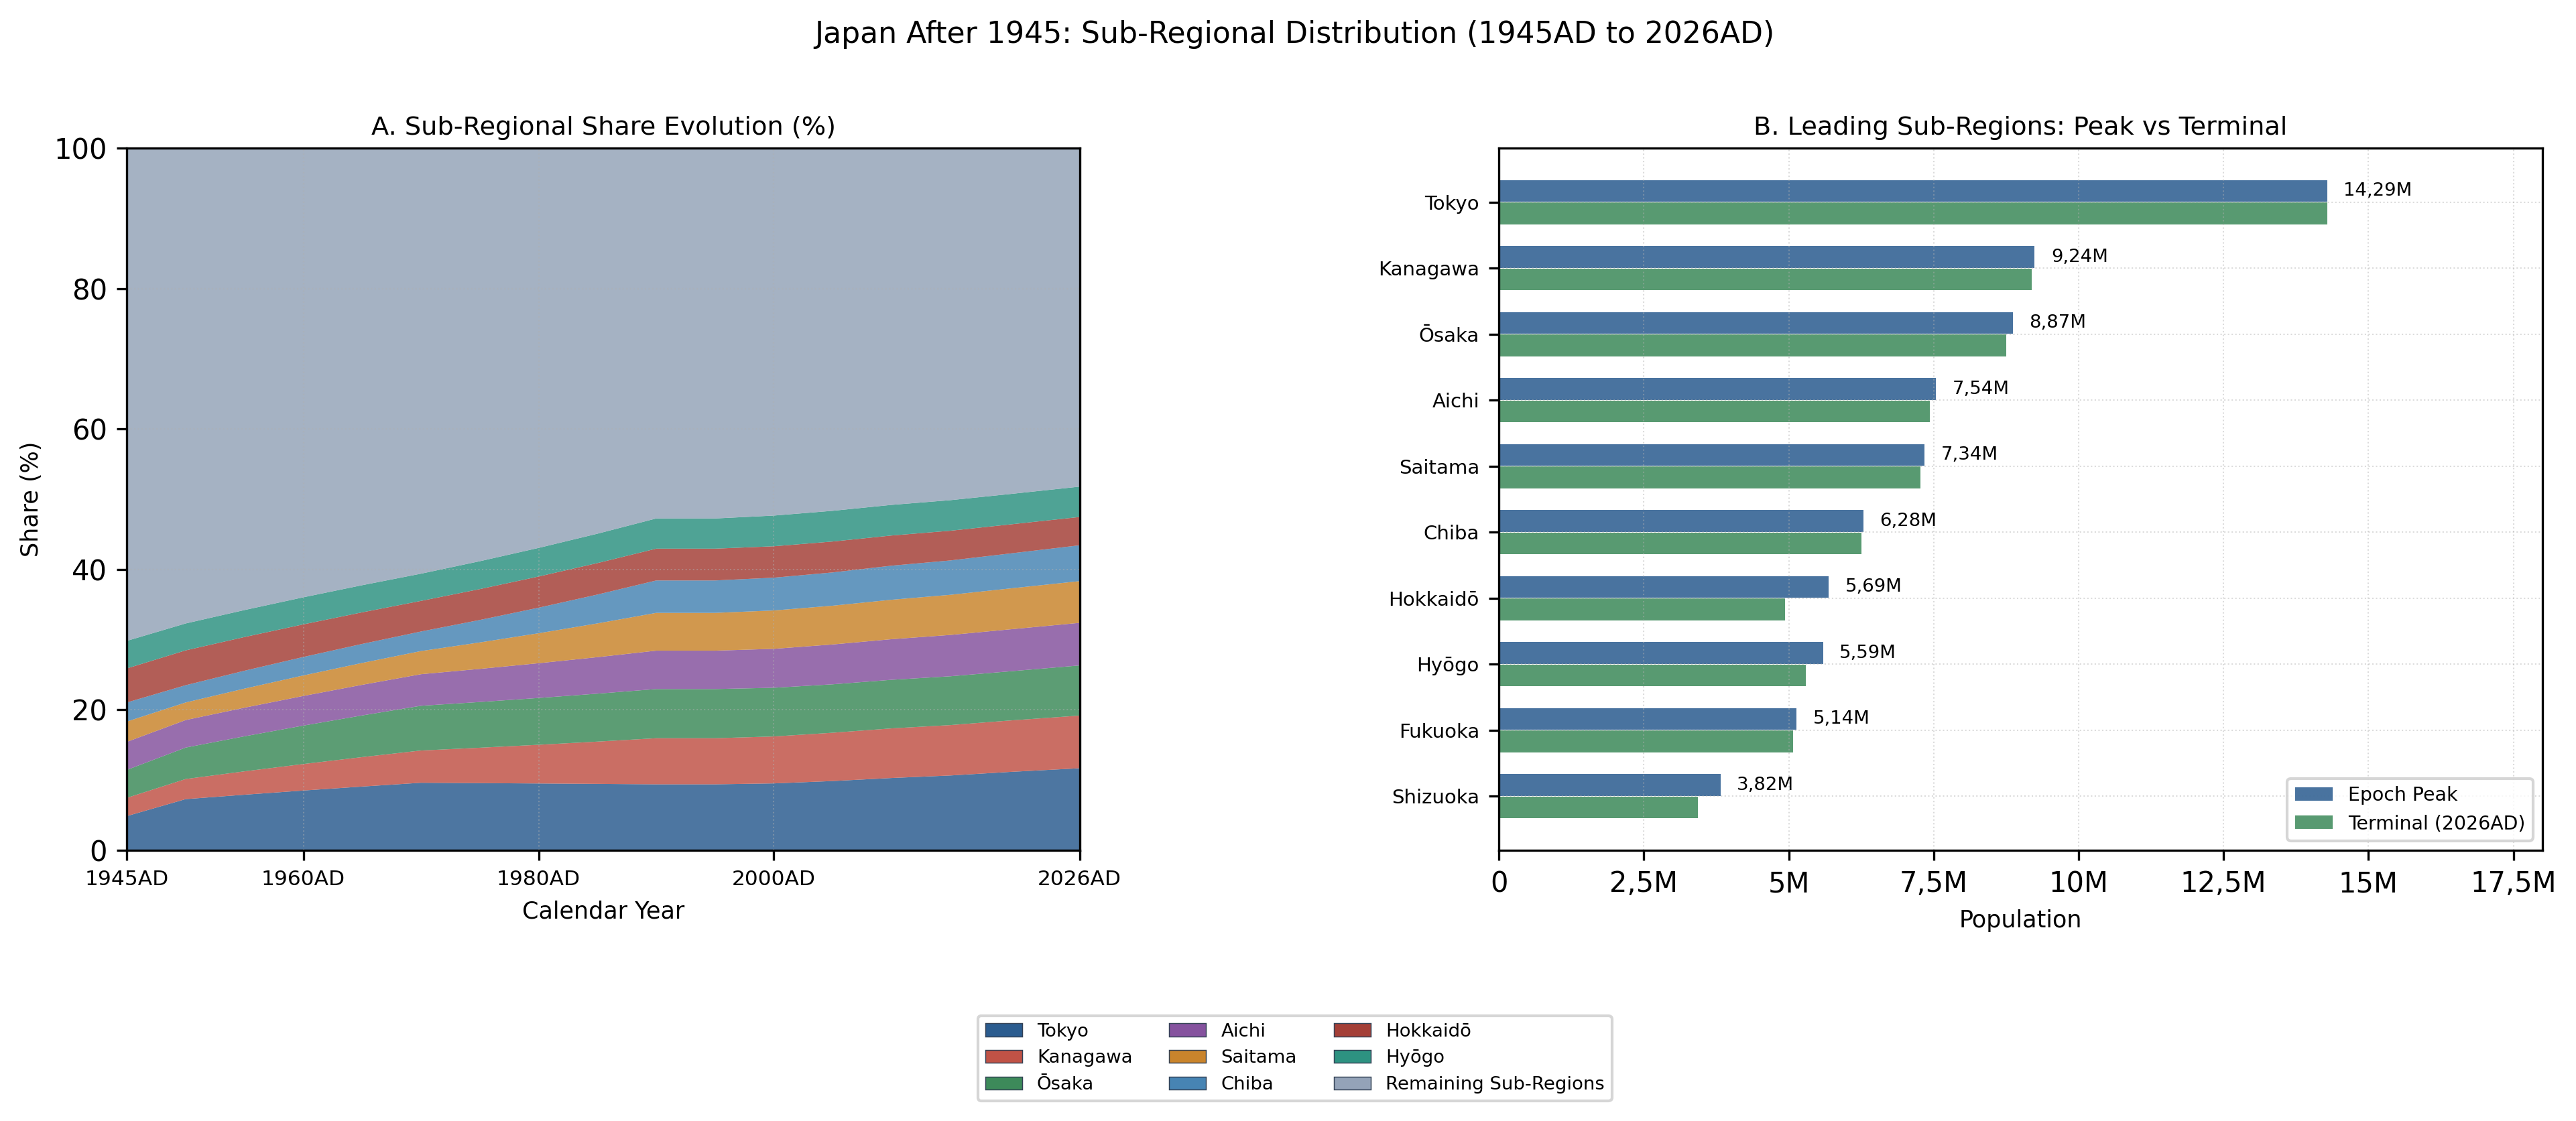 Japan After 1945: Sub-Regional Distribution (1945AD to 2026AD)
A. Sub-Regional Share Evolution (%)
100
80
60
40
20
0
Share (%)
1945AD
1960AD
1980AD
2000AD
2026AD
Calendar Year
B. Leading Sub-Regions: Peak vs Terminal
Tokyo
14,29M
Kanagawa
9,24M
Ōsaka
8,87M
Aichi
7,54M
Saitama
7,34M
Chiba
6,28M
Hokkaidō
5,69M
Hyōgo
5,59M
Fukuoka
5,14M
Shizuoka
3,82M
Epoch Peak
Terminal (2026AD)
0
2,5M
5M
7,5M
10M
12,5M
15M
17,5M
Population
Tokyo
Kanagawa
Ōsaka
Aichi
Saitama
Chiba
Hokkaidō
Hyōgo
Remaining Sub-Regions